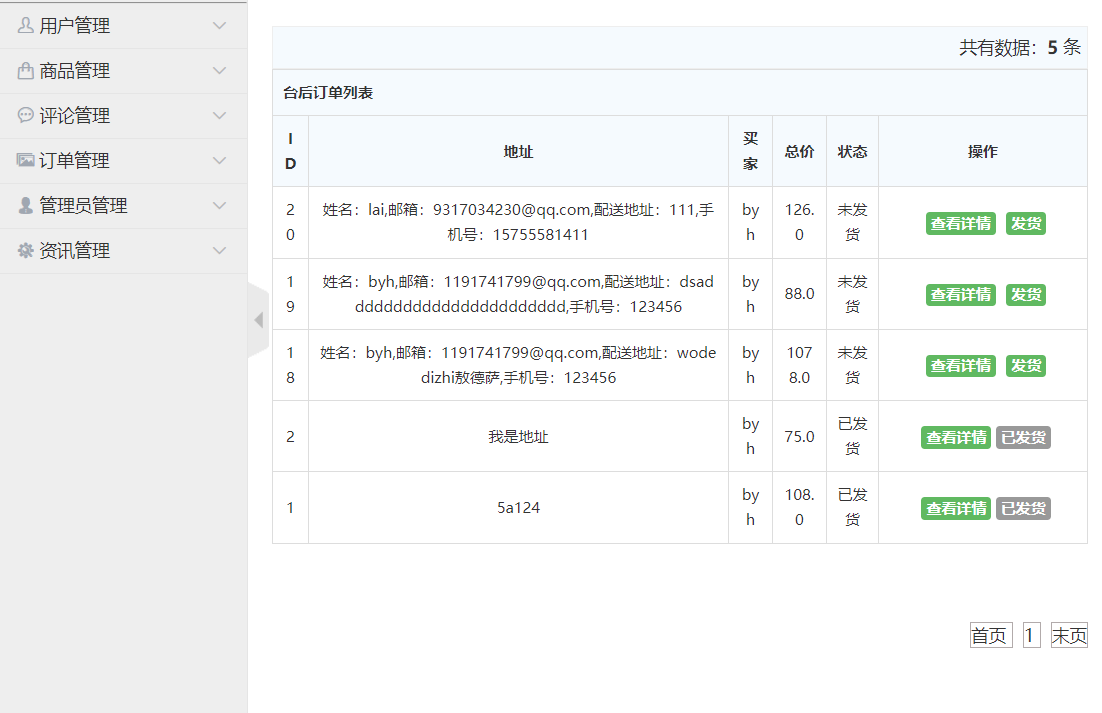 用户管理
商品管理
评论管理
订单管理
管理员管理
资讯管理
共有数据：5 条
台后订单列表
ID 地址 买家 总价 状态 操作
20 姓名：lai,邮箱：9317034230@qq.com,配送地址：111,手机号：15755581411 byh 126.0 未发货 查看详情 发货
19 姓名：byh,邮箱：1191741799@qq.com,配送地址：dsadddddddddddddddddddddd,手机号：123456 byh 88.0 未发货 查看详情 发货
18 姓名：byh,邮箱：1191741799@qq.com,配送地址：wodedizhi敖德萨,手机号：123456 byh 1078.0 未发货 查看详情 发货
2 我是地址 byh 75.0 已发货 查看详情 已发货
1 5a124 byh 108.0 已发货 查看详情 已发货
首页 1 末页